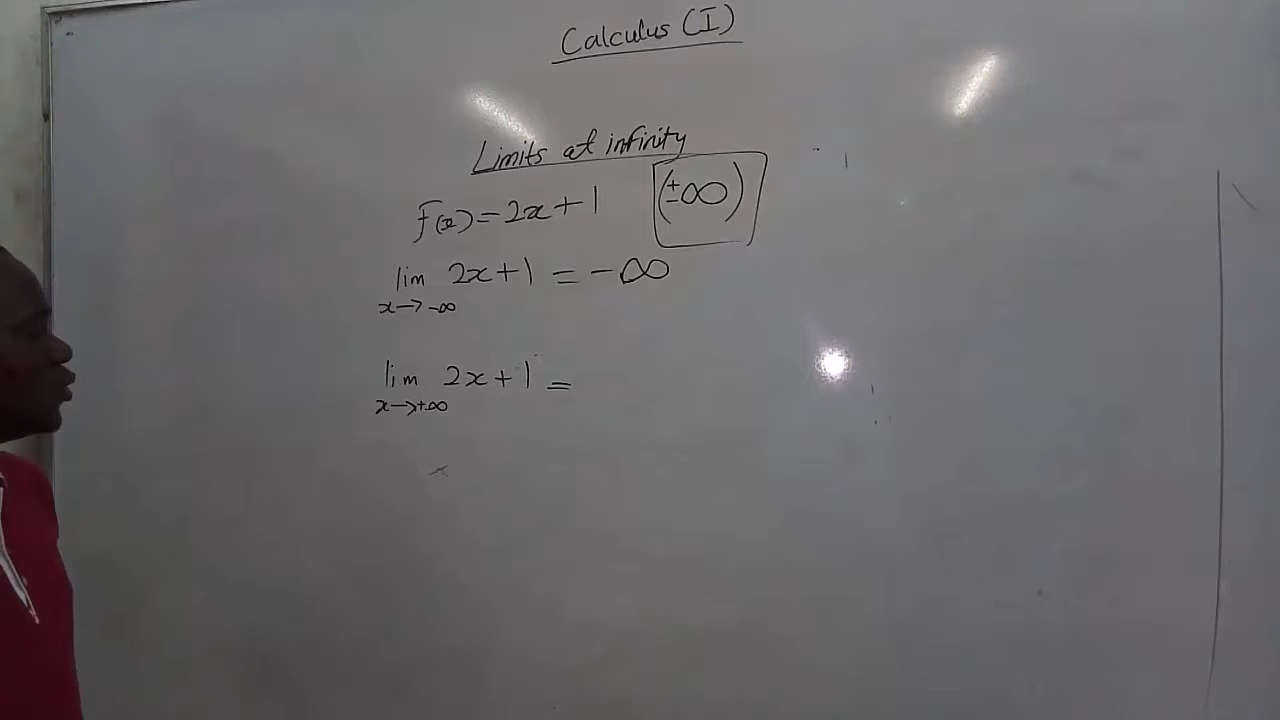 Calculus (I)
Limits at infinity
f(x) = 2x + 1 (±∞)
lim 2x + 1 = -∞
x → -∞
lim 2x + 1 =
x → +∞